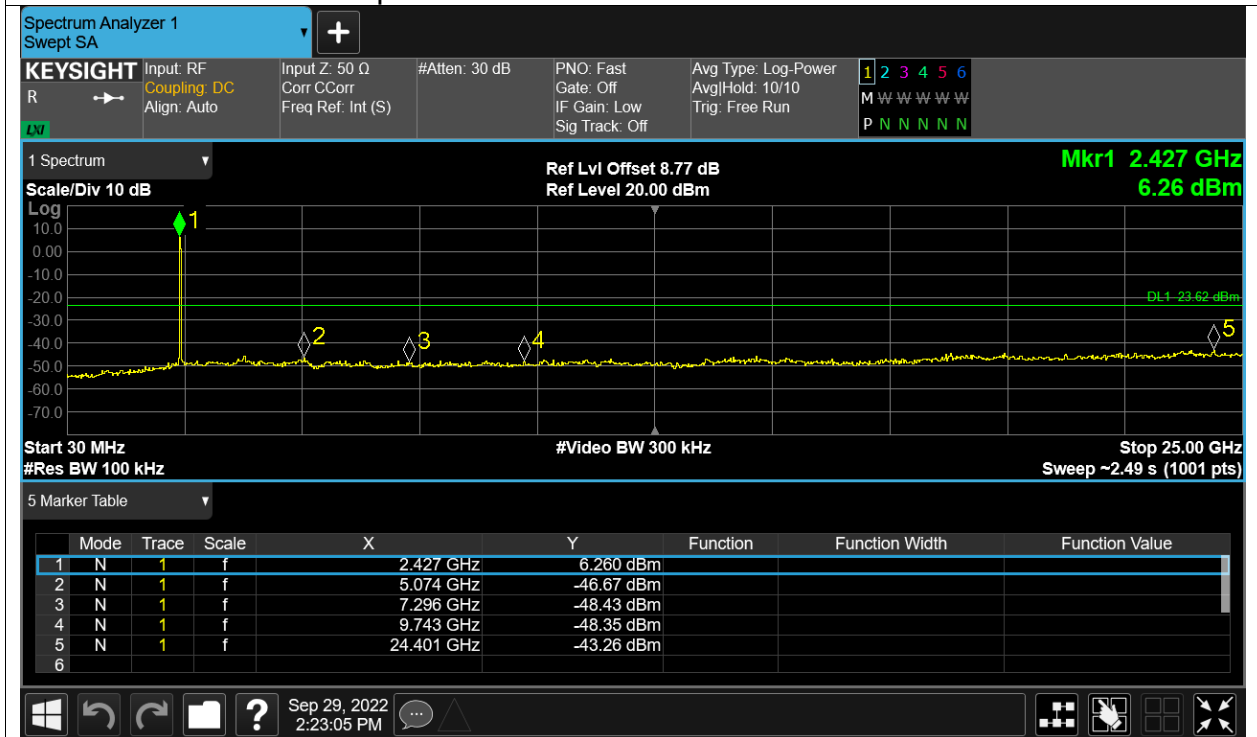 Spectrum Analyzer 1
Swept SA
+
KEYSIGHT Input: RF Input Z: 50 Ω #Atten: 30 dB PNO: Fast Avg Type: Log-Power 1 2 3 4 5 6
R Coupling: DC Corr CCorr Gate: Off Avg|Hold: 10/10 M W W W W W
Align: Auto Freq Ref: Int (S) IF Gain: Low Trig: Free Run
LXI Sig Track: Off P N N N N N
1 Spectrum Ref Lvl Offset 8.77 dB Mkr1 2.427 GHz
Scale/Div 10 dB Ref Level 20.00 dBm 6.26 dBm
Log
1
10.0
0.00
-10.0
-20.0 DL1 -23.62 dBm
-30.0
2 3 4 5
-40.0
-50.0
-60.0
-70.0
Start 30 MHz #Video BW 300 kHz Stop 25.00 GHz
#Res BW 100 kHz Sweep ~2.49 s (1001 pts)
5 Marker Table
Mode Trace Scale X Y Function Function Width Function Value
1 N 1 f 2.427 GHz 6.260 dBm
2 N 1 f 5.074 GHz -46.67 dBm
3 N 1 f 7.296 GHz -48.43 dBm
4 N 1 f 9.743 GHz -48.35 dBm
5 N 1 f 24.401 GHz -43.26 dBm
6
? Sep 29, 2022
2:23:05 PM